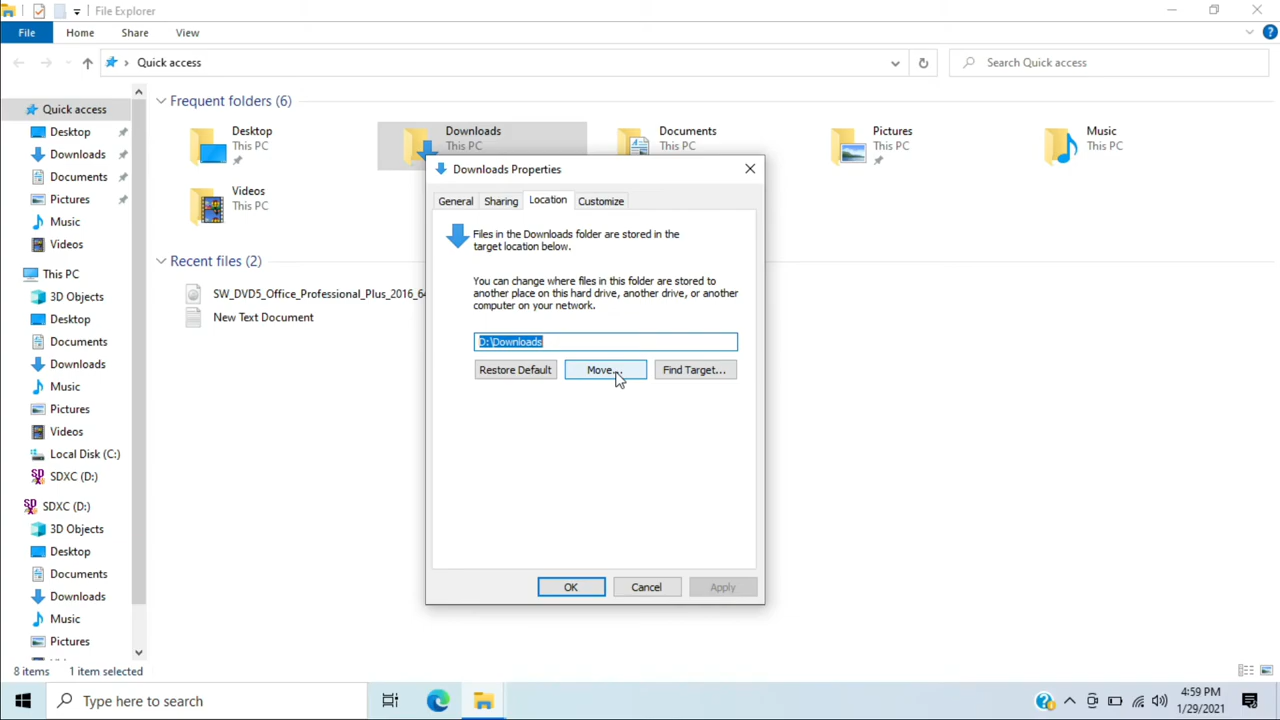 File Explorer
File Home Share View
Quick access
Search Quick access
Quick access
Desktop
Downloads
Documents
Pictures
Music
Videos
This PC
3D Objects
Desktop
Documents
Downloads
Music
Pictures
Videos
Local Disk (C:)
SDXC (D:)
SDXC (D:)
3D Objects
Desktop
Documents
Downloads
Music
Pictures
Frequent folders (6)
Desktop
This PC
Downloads
This PC
Documents
Pictures
This PC
Music
This PC
Videos
This PC
Recent files (2)
SW_DVD5_Office_Professional_Plus_2016_64
New Text Document
Downloads Properties
General Sharing Location Customize
Files in the Downloads folder are stored in the
target location below.
You can change where files in this folder are stored to
another place on this hard drive, another drive, or another
computer on your network.
D:\Downloads
Restore Default Move... Find Target...
OK Cancel Apply
8 items 1 item selected
Type here to search
4:59 PM
1/29/2021